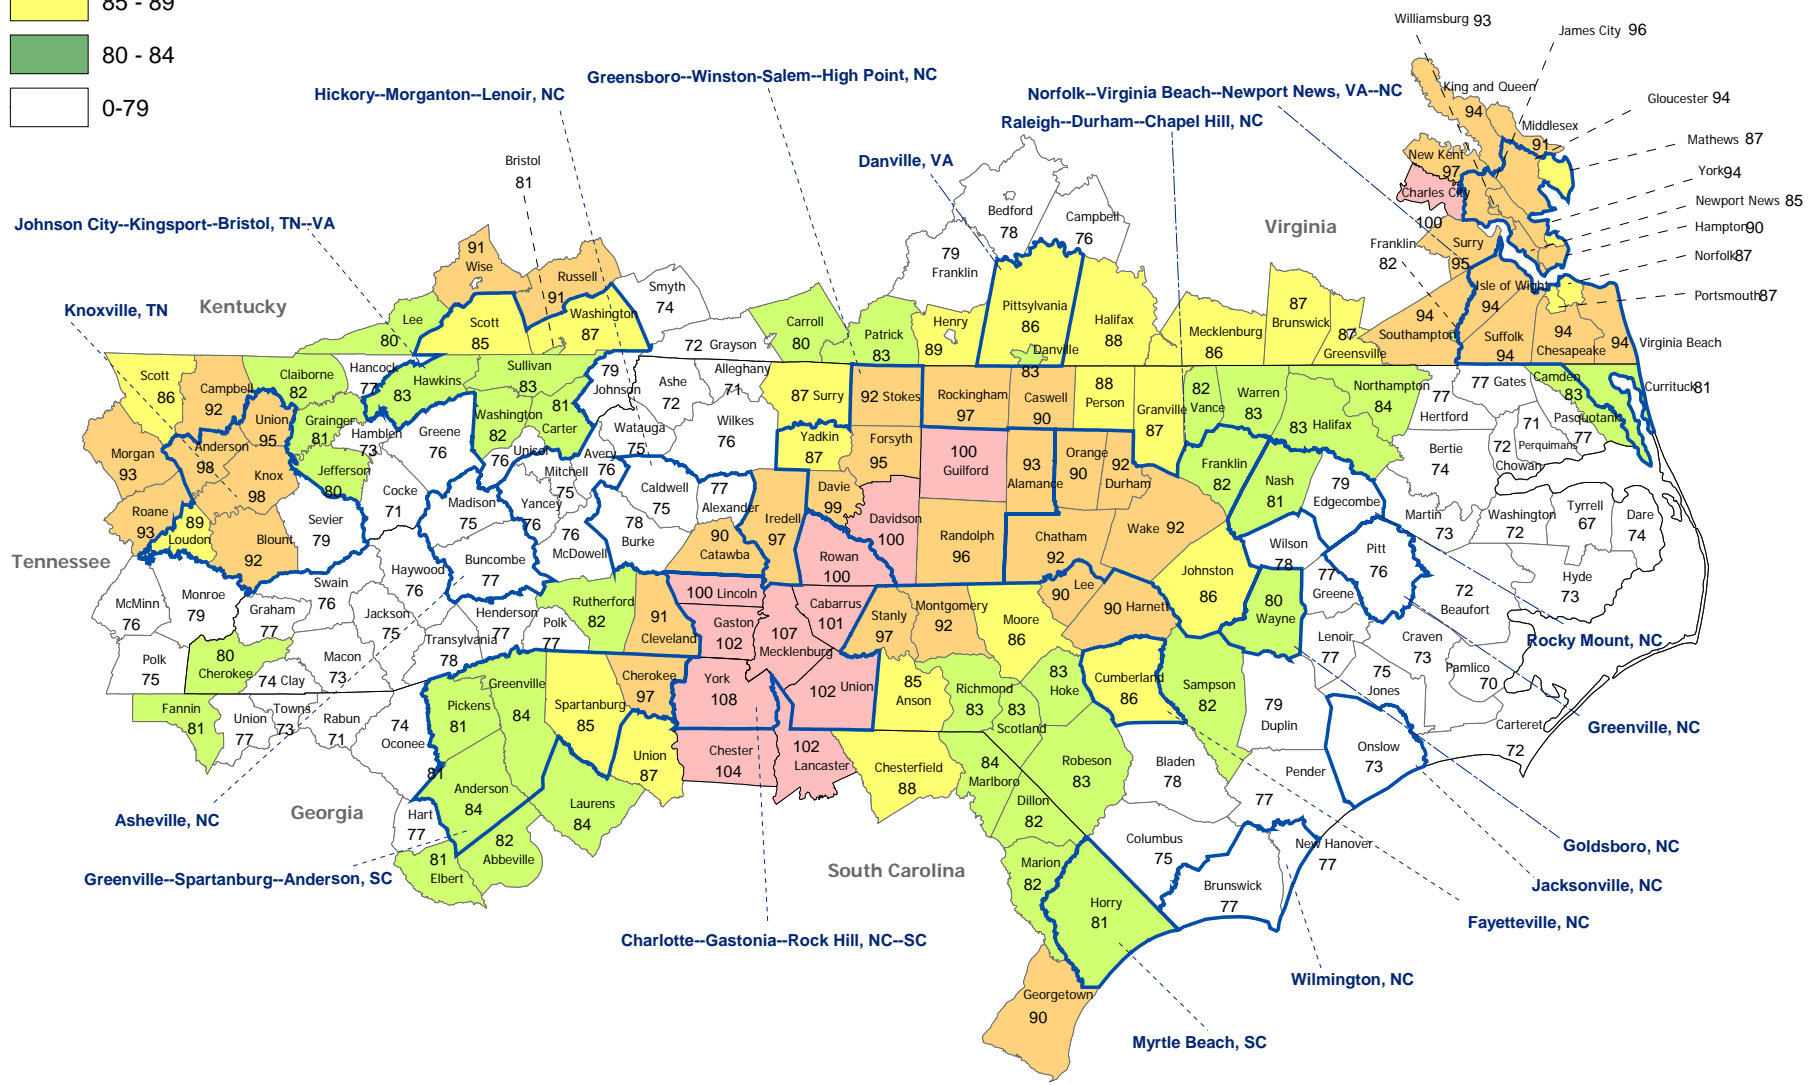 85 - 89
80 - 84
0-79
Williamsburg 93
James City 96
King and Queen
94
Gloucester 94
Middlesex
91
Mathews 87
New Kent
97
York 94
Charles City
100
Newport News 85
Hampton 90
Surry
95
Franklin
82
Norfolk 87
Isle of Wight
94
Portsmouth 87
Southampton
94
Suffolk
94
Chesapeake
94
94
Virginia Beach
Greensboro--Winston-Salem--High Point, NC
Hickory--Morganton--Lenoir, NC
Norfolk--Virginia Beach--Newport News, VA--NC
Raleigh--Durham--Chapel Hill, NC
Danville, VA
Johnson City--Kingsport--Bristol, TN--VA
Knoxville, TN
Kentucky
Virginia
Tennessee
Georgia
South Carolina
Bristol
81
91
Wise
Russell
91
Smyth
74
Lee
80
Scott
85
Washington
87
72 Grayson
Carroll
80
Patrick
83
Henry
89
79
Franklin
Bedford
78
Campbell
76
Pittsylvania
86
Danville
83
Halifax
88
Mecklenburg
86
87
Brunswick
87
Greensville
Scott
86
Campbell
92
Claiborne
82
Hancock
77
Hawkins
83
Sullivan
83
79
Johnson
Union
95
Grainger
81
Hamblen
73
Greene
76
Washington
82
81
Carter
76
Unicoi
Morgan
93
Anderson
98
Knox
98
Jefferson
80
Cocke
71
Roane
93
89
Loudon
Blount
92
Sevier
79
McMinn
76
Monroe
79
Polk
75
Ashe
72
Alleghany
71
87 Surry
92 Stokes
Rockingham
97
Caswell
90
88
Person
Granville
87
82
Vance
Warren
83
83 Halifax
Northampton
84
77
Hertford
77 Gates
Camden
83
Currituck 81
Pasquotank
77
71
Perquimans
72
Chowan
Bertie
74
Watauga
75
Wilkes
76
Yadkin
87
Forsyth
95
100
Guilford
93
Alamance
Orange
90
92
Durham
Franklin
82
Nash
81
79
Edgecombe
Martin
73
Washington
72
Tyrrell
67
Dare
74
Avery
76
Mitchell
75
Yancey
76
Madison
75
Caldwell
75
77
Alexander
Iredell
97
Davie
99
Davidson
100
Randolph
96
Chatham
92
Wake 92
Johnston
86
Wilson
78
Pitt
76
72
Beaufort
Hyde
73
Haywood
76
Buncombe
77
76
McDowell
78
Burke
90
Catawba
Rowan
100
Swain
76
Graham
77
Jackson
75
80
Cherokee
74 Clay
Macon
73
Transylvania
78
Henderson
77
Polk
77
Rutherford
82
91
Cleveland
100 Lincoln
Gaston
102
107
Mecklenburg
Cabarrus
101
Stanly
97
Montgomery
92
Moore
86
Lee
90
90 Harnett
80
Wayne
77
Greene
Lenoir
77
Craven
73
Pamlico
70
75
Jones
Carteret
72
102 Union
85
Anson
Richmond
83
83
Scotland
83
Hoke
Cumberland
86
Sampson
82
79
Duplin
Onslow
73
Robeson
83
Bladen
78
Pender
77
Columbus
75
Brunswick
77
New Hanover
77
Fannin
81
Union
77
Towns
73
Rabun
71
74
Oconee
81
Hart
77
81
Elbert
Pickens
81
Greenville
84
Spartanburg
85
Cherokee
97
York
108
Union
87
Chester
104
102
Lancaster
Chesterfield
88
84
Marlboro
Dillon
82
Marion
82
Horry
81
Georgetown
90
Anderson
84
82
Abbeville
Laurens
84
Asheville, NC
Greenville--Spartanburg--Anderson, SC
Charlotte--Gastonia--Rock Hill, NC--SC
Rocky Mount, NC
Greenville, NC
Goldsboro, NC
Jacksonville, NC
Fayetteville, NC
Wilmington, NC
Myrtle Beach, SC